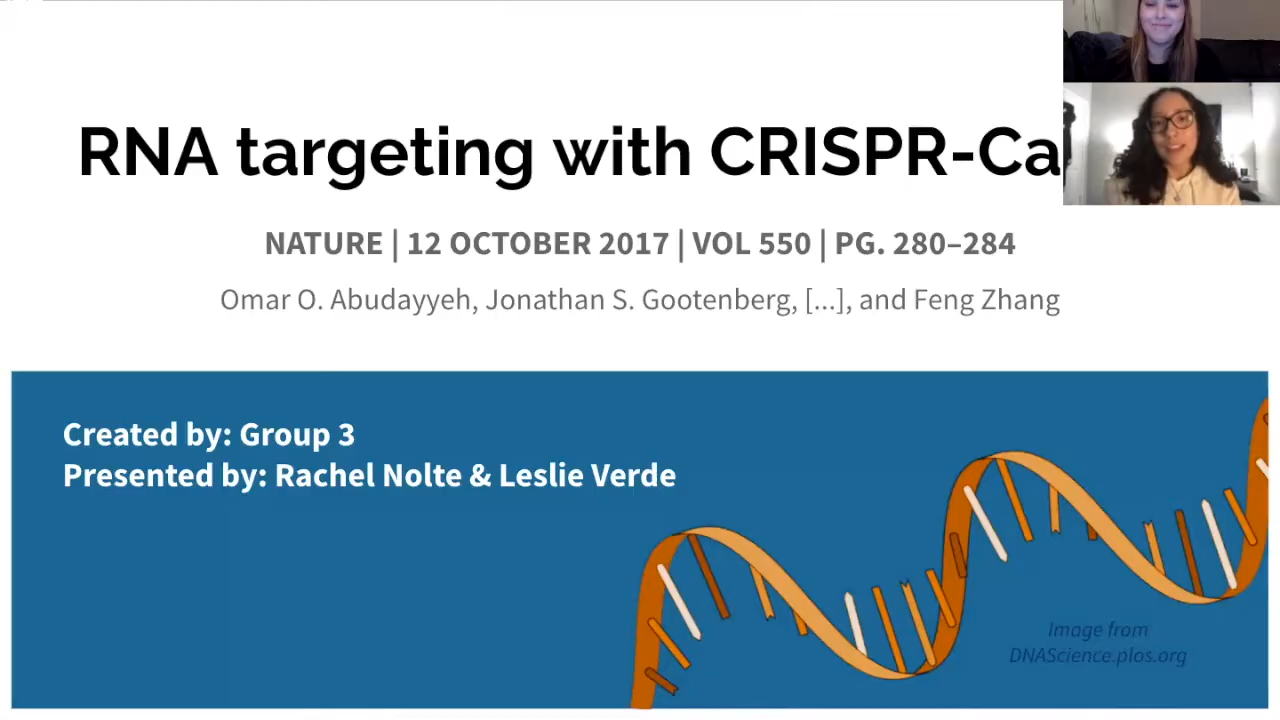 RNA targeting with CRISPR-Ca
NATURE | 12 OCTOBER 2017 | VOL 550 | PG. 280–284
Omar O. Abudayyeh, Jonathan S. Gootenberg, [...], and Feng Zhang
Created by: Group 3
Presented by: Rachel Nolte & Leslie Verde
Image from
DNAScience.plos.org